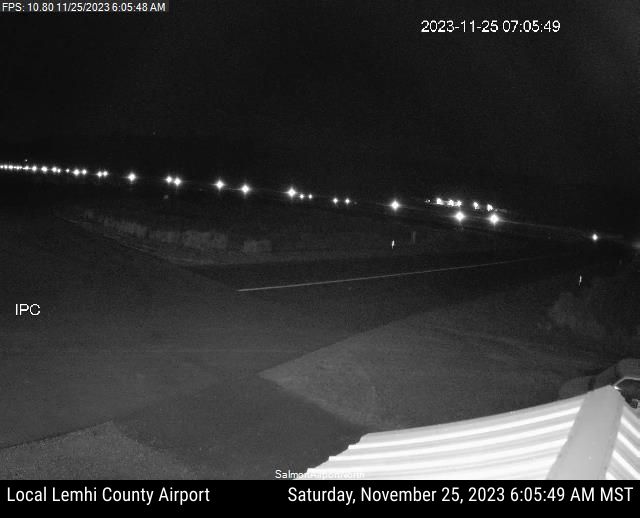 FPS: 10.80 11/25/2023 6:05:48 AM
2023-11-25 07:05:49
IPC
Local Lemhi County Airport
Saturday, November 25, 2023 6:05:49 AM MST